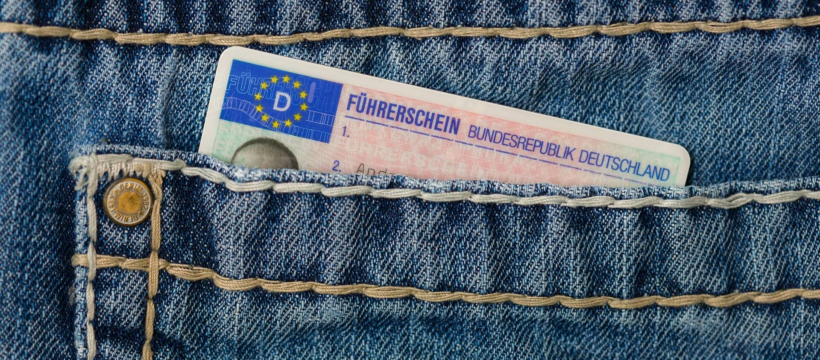 D
FÜHRERSCHEIN BUNDESREPUBLIK DEUTSCHLAND
1.
2.